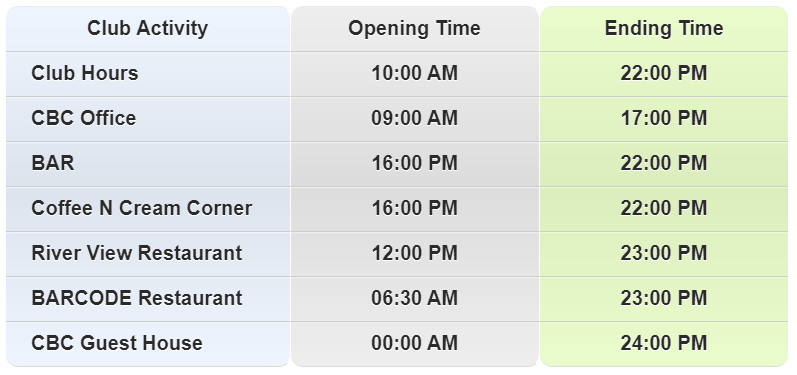 Club Activity Opening Time Ending Time
Club Hours 10:00 AM 22:00 PM
CBC Office 09:00 AM 17:00 PM
BAR 16:00 PM 22:00 PM
Coffee N Cream Corner 16:00 PM 22:00 PM
River View Restaurant 12:00 PM 23:00 PM
BARCODE Restaurant 06:30 AM 23:00 PM
CBC Guest House 00:00 AM 24:00 PM